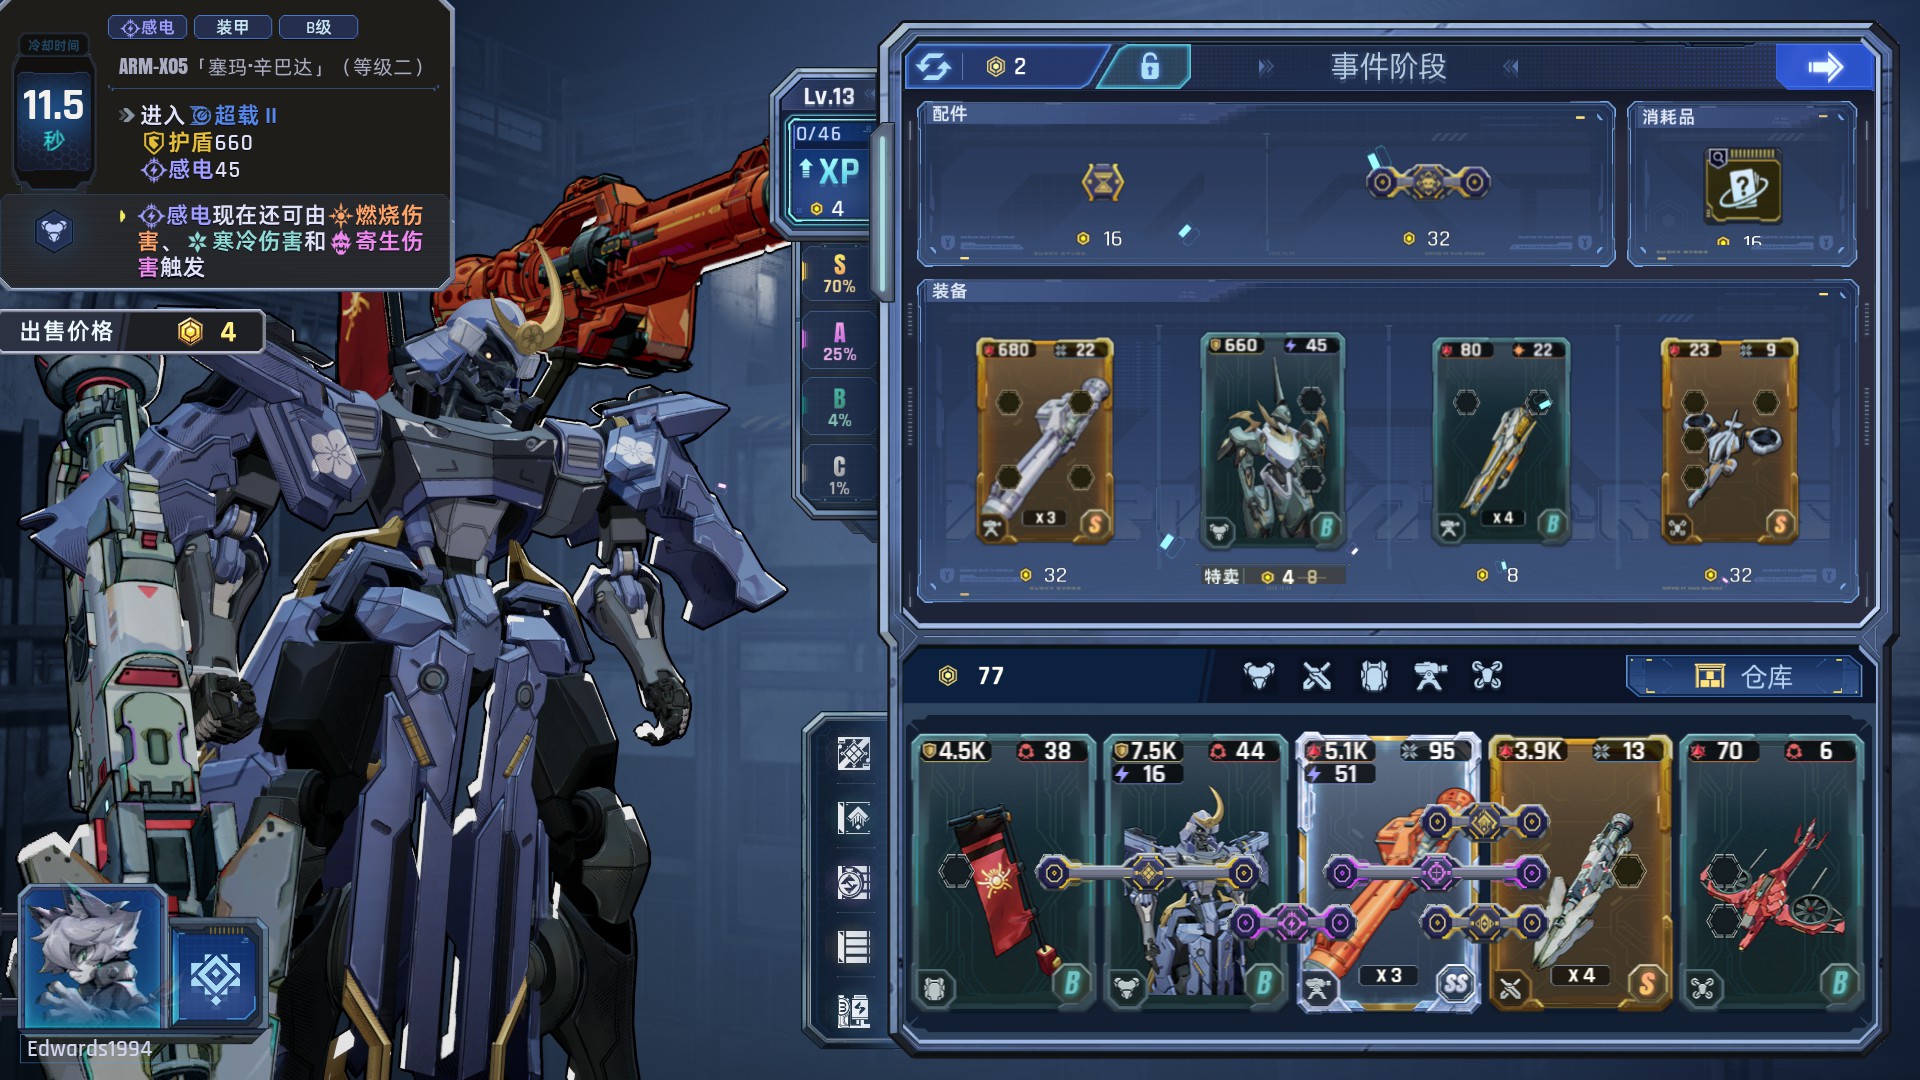 感电 装甲 B级
冷却时间
11.5
秒
ARM-X05「塞玛·辛巴达」（等级二）
进入 超载 II
护盾660
感电45
感电现在还可由 燃烧伤
害、 寒冷伤害和 寄生伤
害触发
出售价格 4
Lv.13
0/46
XP
4
S
70%
A
25%
B
4%
C
1%
2
事件阶段
配件
16
32
消耗品
?
16
装备
680 22
x3 S
32
660 45
B
特卖 4 8
80 22
x4 B
8
23 9
S
32
77
仓库
4.5K 38
B
7.5K 44
16
B
5.1K 95
51
x3 SS
3.9K 13
x4 S
70 6
B
Edwards1994